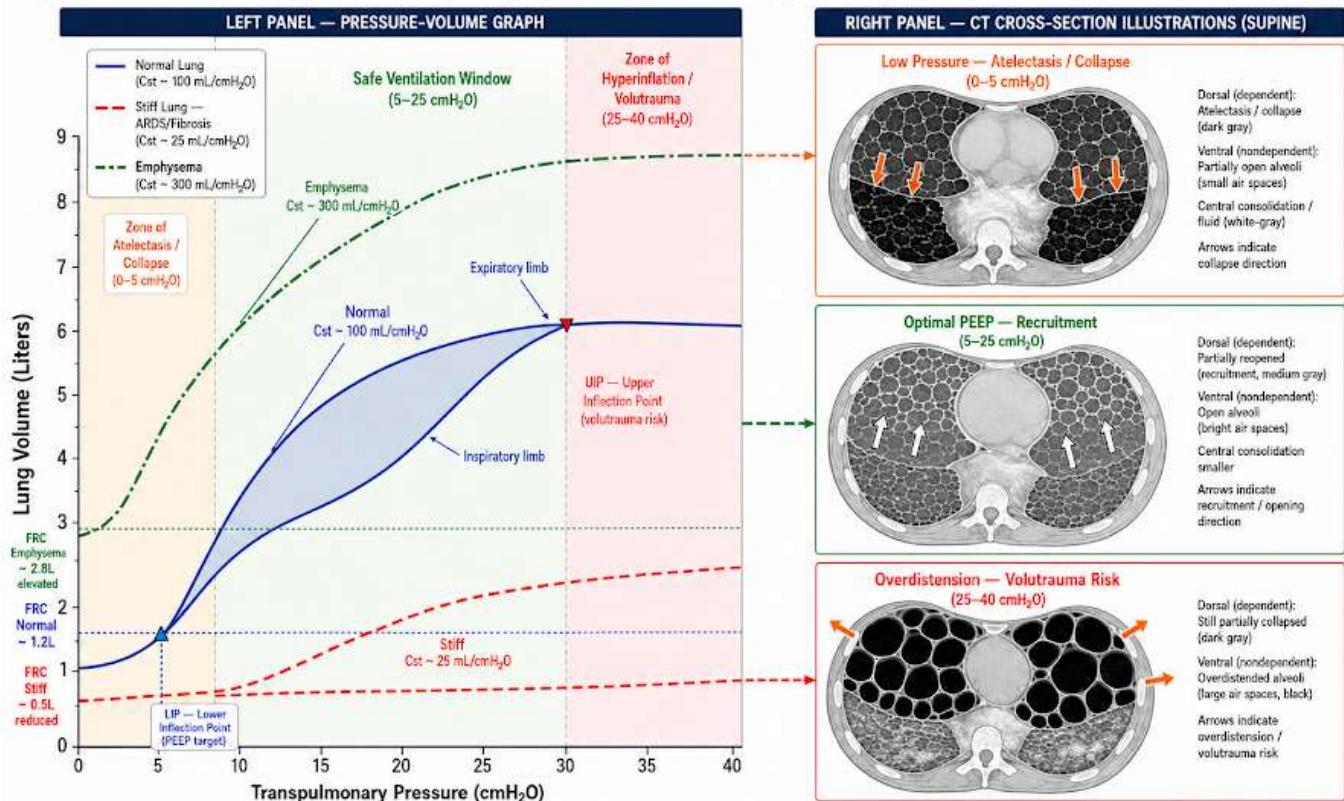 LEFT PANEL — PRESSURE-VOLUME GRAPH
Normal Lung
(Cst ~ 100 mL/cmH₂O)
Stiff Lung —
ARDS/Fibrosis
(Cst ~ 25 mL/cmH₂O)
Emphysema
(Cst ~ 300 mL/cmH₂O)
Safe Ventilation Window
(5–25 cmH₂O)
Zone of
Hyperinflation /
Volutrauma
(25–40 cmH₂O)
Zone of
Atelectasis /
Collapse
(0–5 cmH₂O)
Emphysema
Cst ~ 300 mL/cmH₂O
Normal
Cst ~ 100 mL/cmH₂O
Expiratory limb
Inspiratory limb
UIP — Upper
Inflection Point
(volutrauma risk)
Stiff
Cst ~ 25 mL/cmH₂O
LIP — Lower
Inflection Point
(PEEP target)
Lung Volume (Liters)
9
8
7
6
5
4
3
2
1
0
FRC
Emphysema
~ 2.8L
elevated
FRC
Normal
~ 1.2L
FRC
Stiff
~ 0.5L
reduced
0 5 10 15 20 25 30 35 40
Transpulmonary Pressure (cmH₂O)
RIGHT PANEL — CT CROSS-SECTION ILLUSTRATIONS (SUPINE)
Low Pressure — Atelectasis / Collapse
(0–5 cmH₂O)
Dorsal (dependent):
Atelectasis / collapse
(dark gray)
Ventral (nondependent):
Partially open alveoli
(small air spaces)
Central consolidation /
fluid (white-gray)
Arrows indicate
collapse direction
Optimal PEEP — Recruitment
(5–25 cmH₂O)
Dorsal (dependent):
Partially reopened
(recruitment, medium gray)
Ventral (nondependent):
Open alveoli
(bright air spaces)
Central consolidation
smaller
Arrows indicate
recruitment / opening
direction
Overdistension — Volutrauma Risk
(25–40 cmH₂O)
Dorsal (dependent):
Still partially collapsed
(dark gray)
Ventral (nondependent):
Overdistended alveoli
(large air spaces, black)
Arrows indicate
overdistension /
volutrauma risk